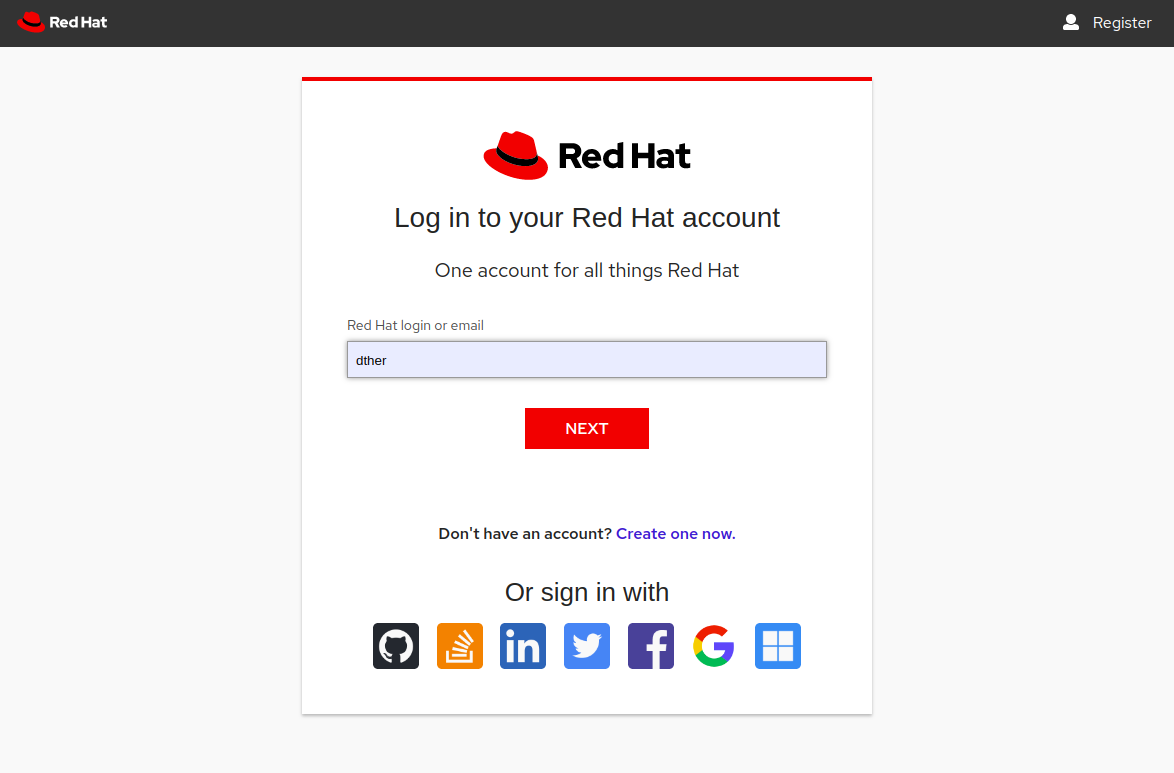 Red Hat
Register
Red Hat
Log in to your Red Hat account
One account for all things Red Hat
Red Hat login or email
dther
NEXT
Don't have an account? Create one now.
Or sign in with
in